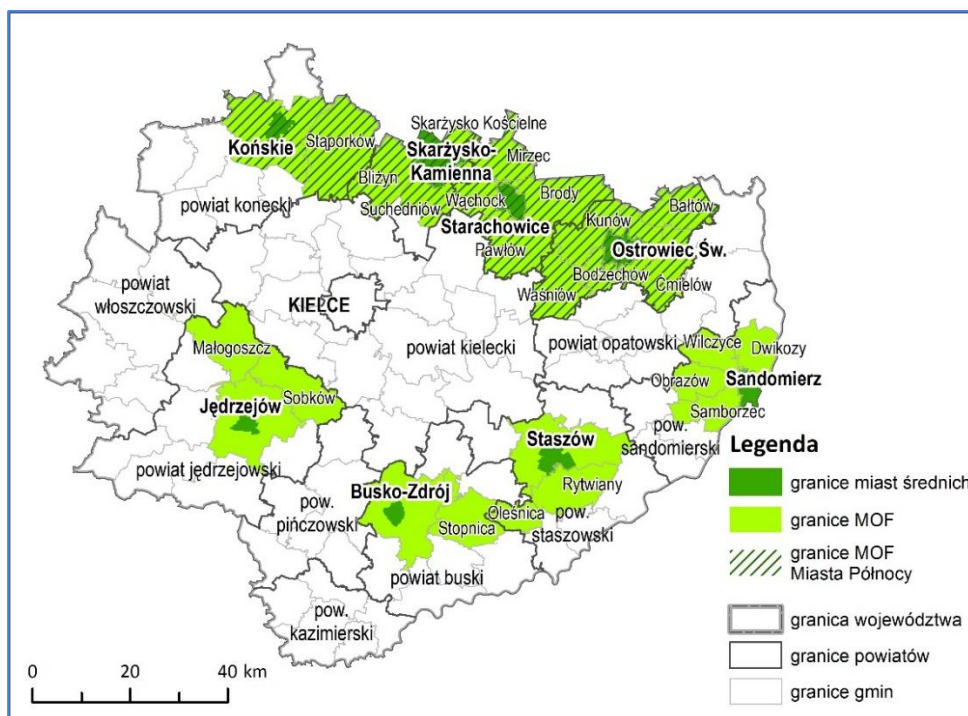 Skarżysko Kościelne
Końskie
Stąporków
Skarżysko-
Kamienna
Mirzec
Bliżyn
Brody
Bałtów
powiat konecki
Suchedniów
Wąchock
Kunów
Starachowice
Ostrowiec Św.
Pawłów
Bodzechów
Waśniów
Ćmielów
powiat
włoszczowski
KIELCE
powiat kielecki
powiat opatowski
Wilczyce
Dwikozy
Małogoszcz
Obrazów
Sandomierz
Jędrzejów
Sobków
Samborzec
Staszów
pow.
sandomierski
powiat jędrzejowski
Busko-Zdrój
Rytwiany
pow.
pińczowski
Stopnica
Oleśnica
pow.
staszowski
powiat buski
pow.
kazimierski
Legenda
granice miast średnich
granice MOF
granice MOF
Miasta Północy
granica województwa
granice powiatów
granice gmin
0 20 40 km